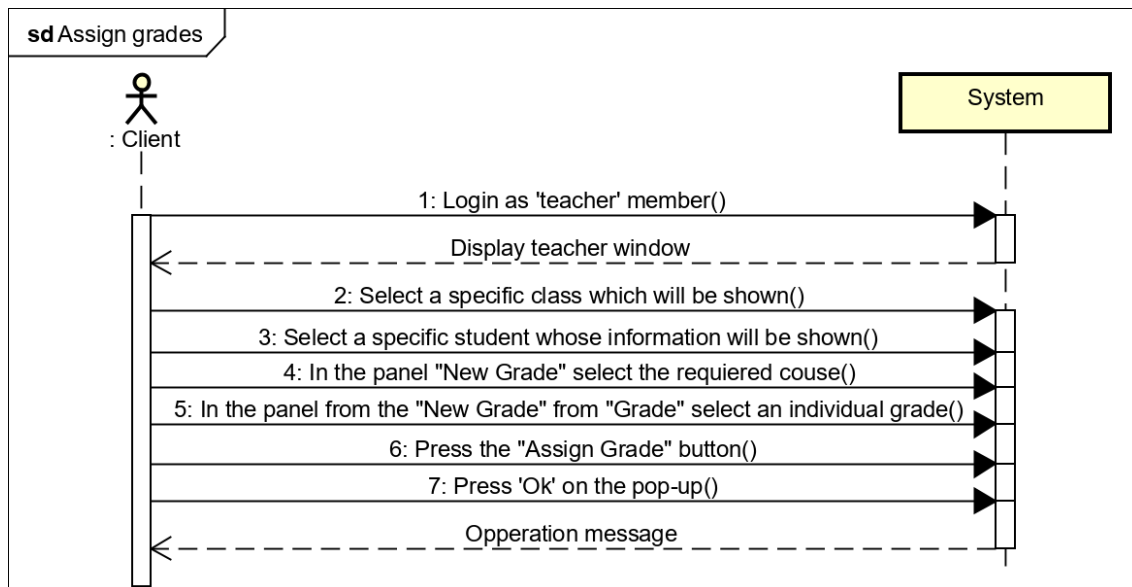 sd Assign grades
: Client
System
1: Login as 'teacher' member()
Display teacher window
2: Select a specific class which will be shown()
3: Select a specific student whose information will be shown()
4: In the panel "New Grade" select the requiered couse()
5: In the panel from the "New Grade" from "Grade" select an individual grade()
6: Press the "Assign Grade" button()
7: Press 'Ok' on the pop-up()
Opperation message